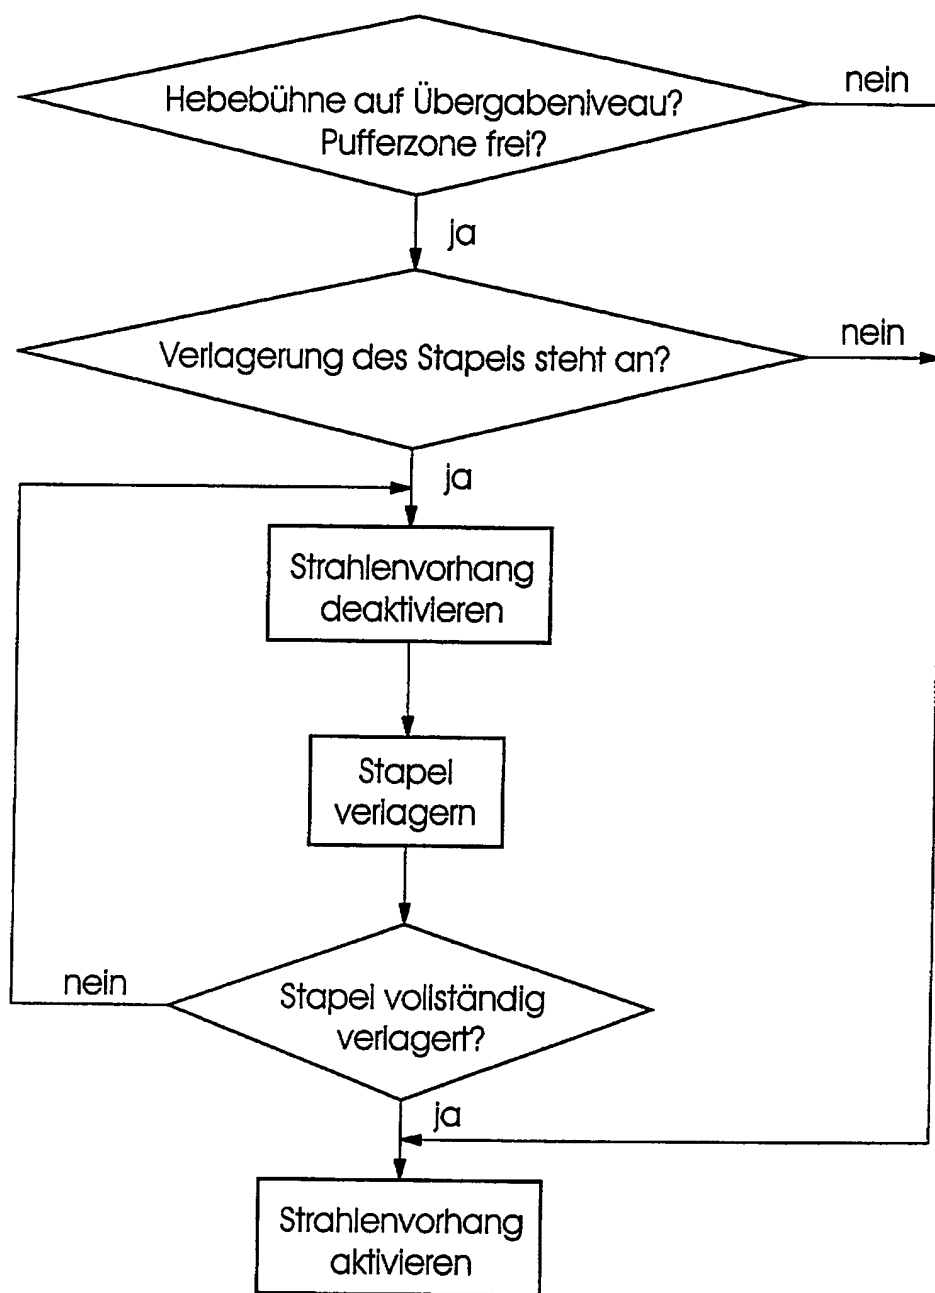 Hebebühne auf Übergabeniveau?
Pufferzone frei?
nein
ja
Verlagerung des Stapels steht an?
nein
ja
Strahlenvorhang
deaktivieren
Stapel
verlagern
nein
Stapel vollständig
verlagert?
ja
Strahlenvorhang
aktivieren